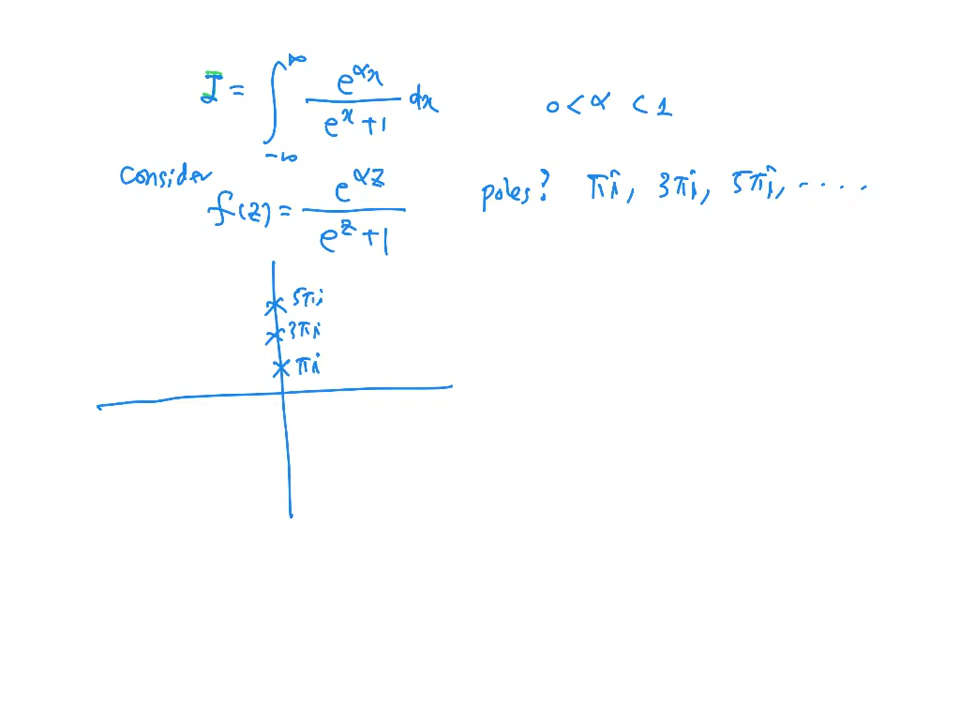 I = ∫_{-∞}^{∞} e^{αx} / (e^x + 1) dx    0 < α < 1
consider
f(z) = e^{αz} / (e^z + 1)    poles? πi, 3πi, 5πi, ....
5πi
3πi
πi